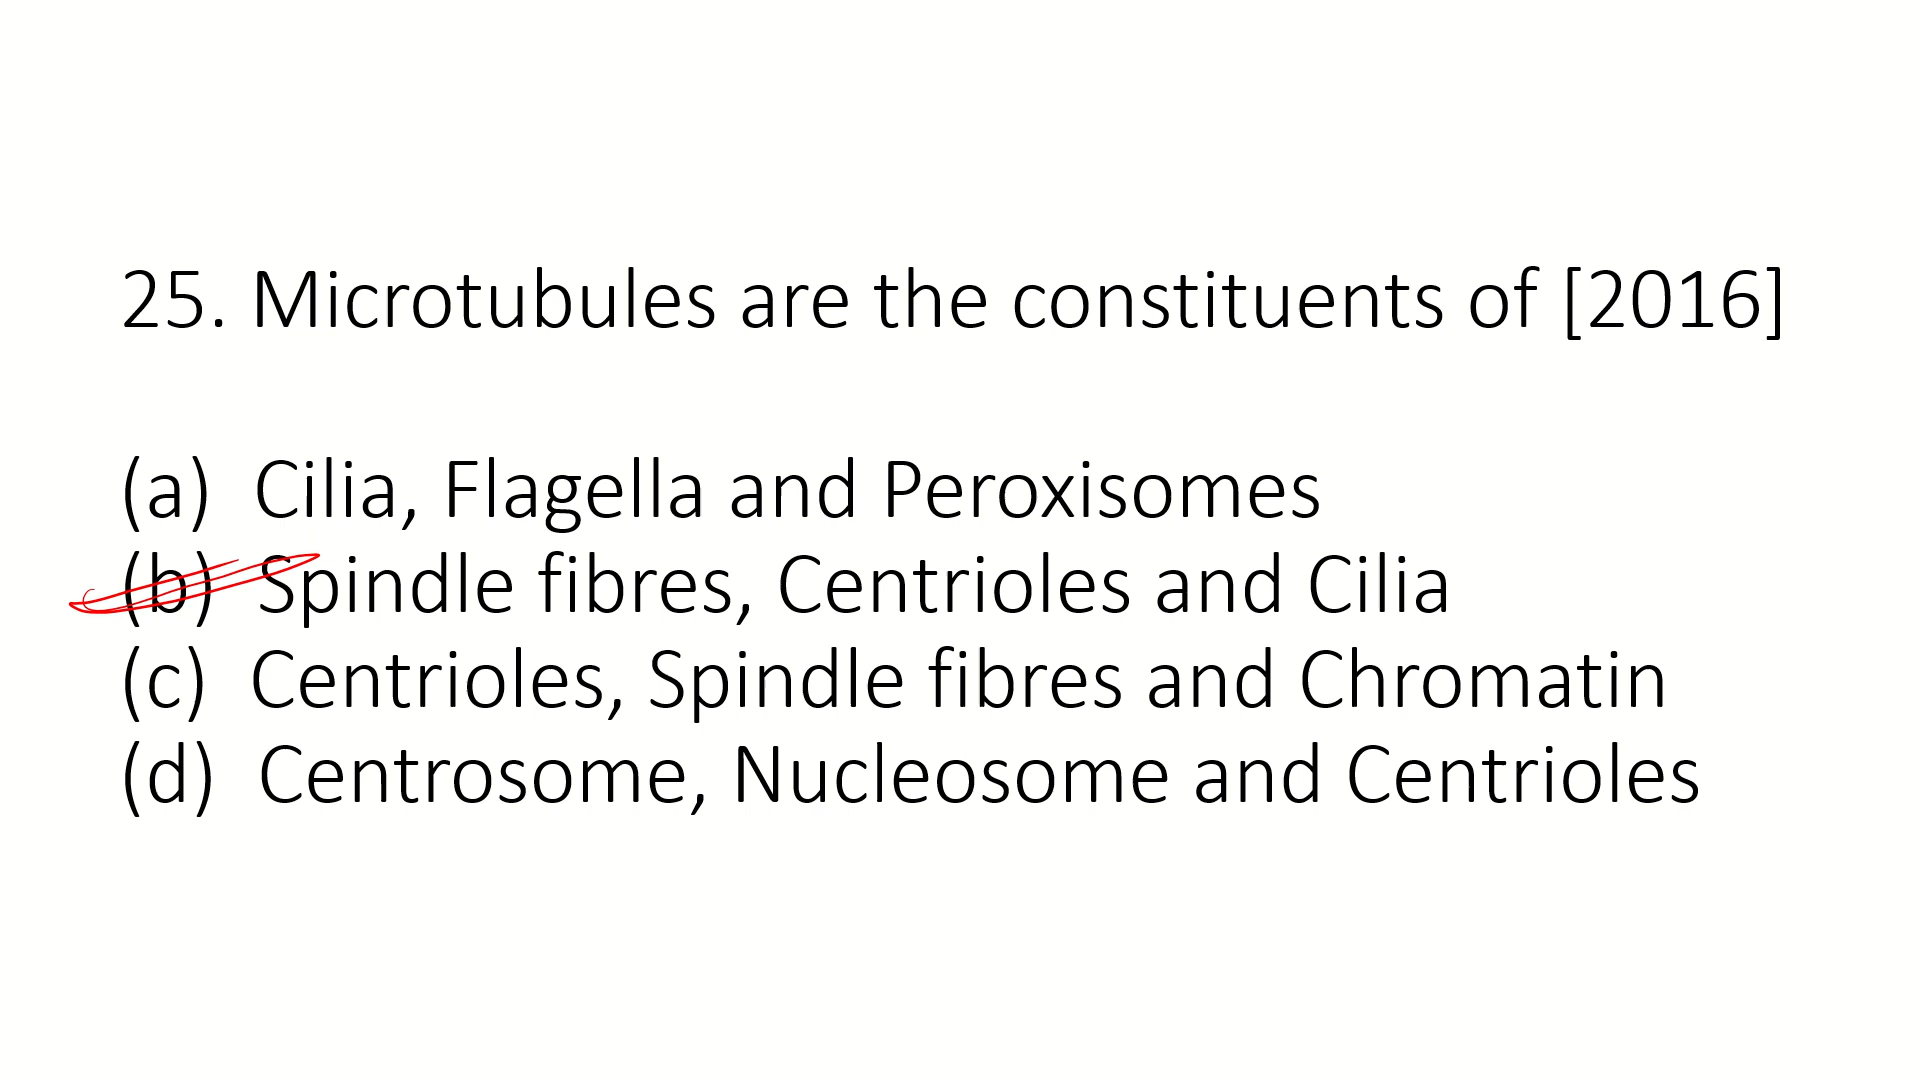 25. Microtubules are the constituents of [2016]
(a) Cilia, Flagella and Peroxisomes
(b) Spindle fibres, Centrioles and Cilia
(c) Centrioles, Spindle fibres and Chromatin
(d) Centrosome, Nucleosome and Centrioles